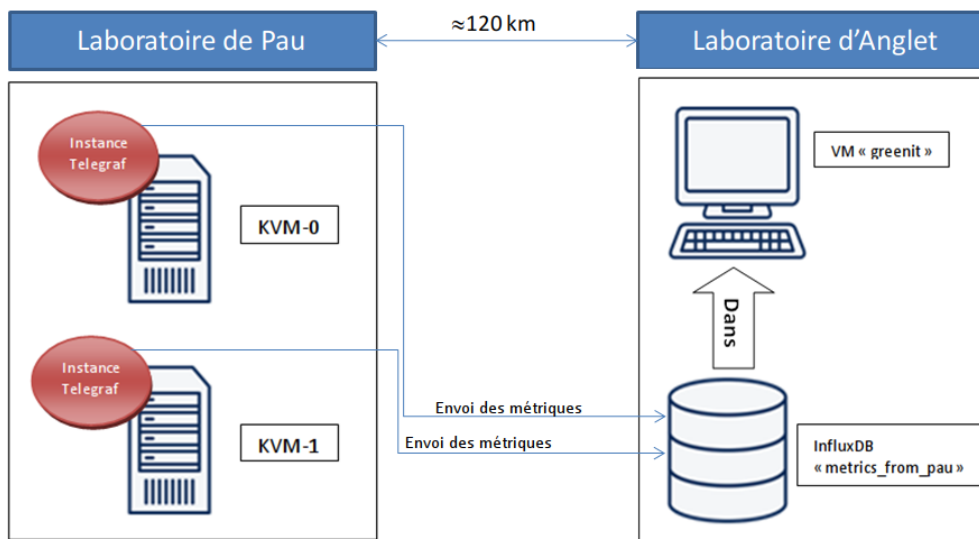 Laboratoire de Pau
≈120 km
Laboratoire d'Anglet
Instance
Telegraf
KVM-0
VM « greenit »
Dans
Instance
Telegraf
KVM-1
Envoi des métriques
Envoi des métriques
InfluxDB
« metrics_from_pau »